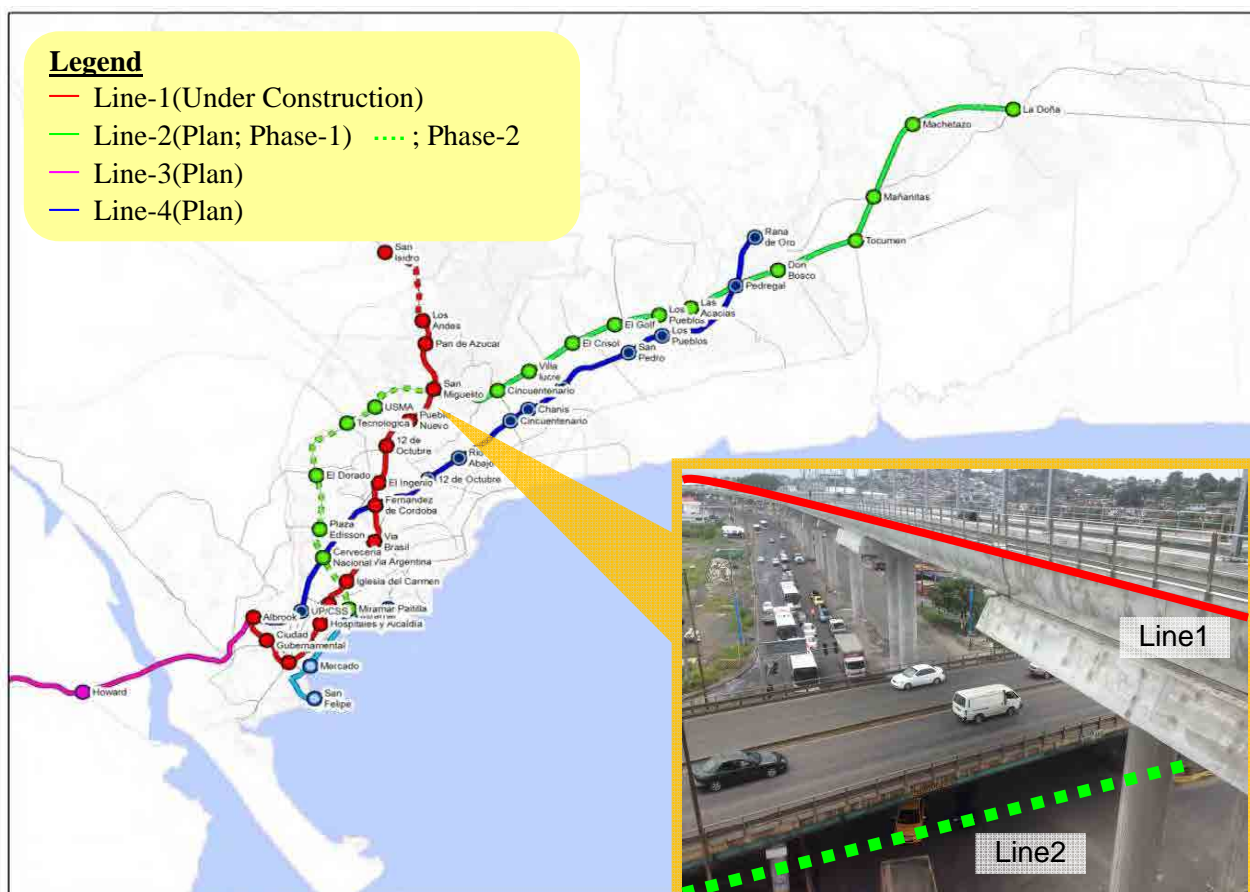 Legend
Line-1(Under Construction)
Line-2(Plan; Phase-1) ; Phase-2
Line-3(Plan)
Line-4(Plan)
La Doña
Machetazo
Mañanitas
Tocumen
Rana
de Oro
San
Isidro
Don
Bosco
Pedregal
Las
Acacias
Los
Pueblos
El Golf
Los
Pueblos
Los
Andes
Pan de Azucar
El Crisol
San
Pedro
Villa
lucre
San
Miguelito
Cincuentenario
USMA
Chanis
Cincuentenario
Tecnologica
Pueblo
Nuevo
12 de
Octubre
Rio
Abajo
El Dorado
El Ingenio
12 de Octubre
Fernandez
de Cordoba
Plaza
Edisson
Via
Brasil
Cerveceria
Nacional
Via Argentina
Iglesia del Carmen
Albrook
UP/CSS
Miramar Paitilla
Hospitales y Alcaldía
Ciudad
Gubernamental
Mercado
Howard
San
Felipe
Line1
Line2